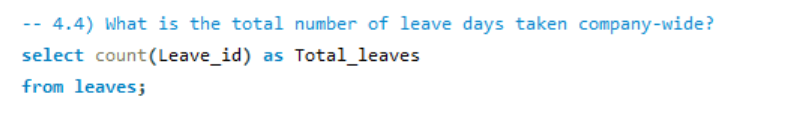 -- 4.4) What is the total number of leave days taken company-wide?
select count(Leave_id) as Total_leaves
from leaves;